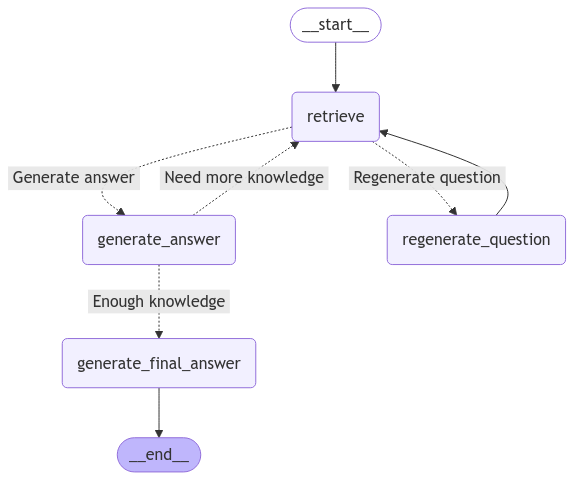 __start__
retrieve
Generate answer
Need more knowledge
Regenerate question
generate_answer
regenerate_question
Enough knowledge
generate_final_answer
__end__